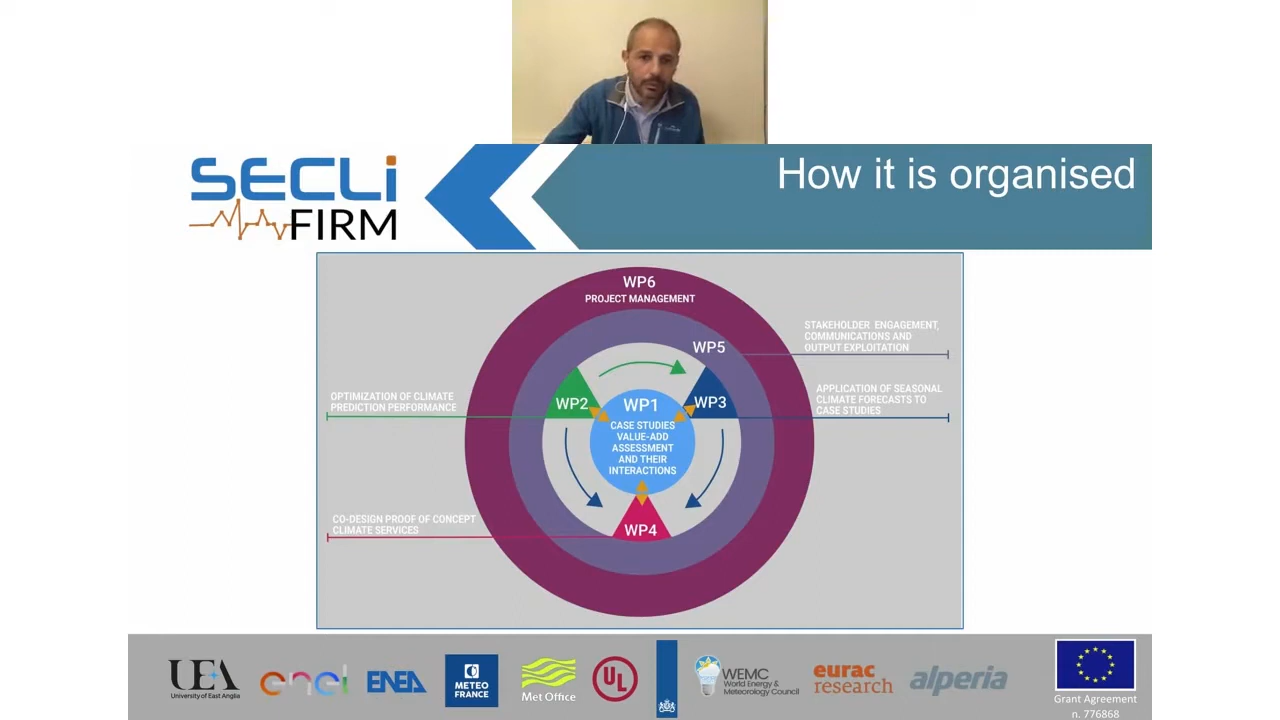 SECLi
FIRM
How it is organised
WP6
PROJECT MANAGEMENT
WP5
STAKEHOLDER ENGAGEMENT,
COMMUNICATIONS AND
OUTPUT EXPLOITATION
WP2
OPTIMIZATION OF CLIMATE
PREDICTION PERFORMANCE
WP3
APPLICATION OF SEASONAL
CLIMATE FORECASTS TO
CASE STUDIES
WP1
CASE STUDIES
VALUE-ADD
ASSESSMENT
AND THEIR
INTERACTIONS
WP4
CO-DESIGN PROOF OF CONCEPT
CLIMATE SERVICES
UEA
University of East Anglia
enel
ENEA
METEO
FRANCE
Met Office
UL
WEMC
World Energy &
Meteorology Council
eurac
research
alperia
Grant Agreement
n. 776868